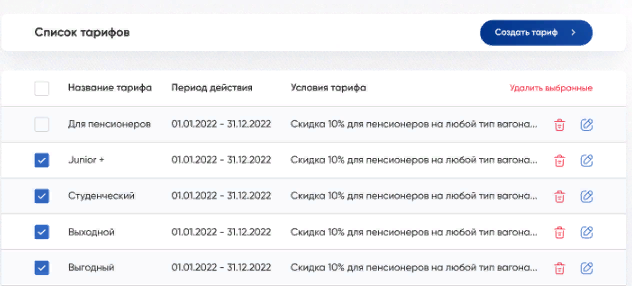 Список тарифов
Создать тариф
Название тарифа Период действия Условия тарифа Удалить выбранные
Для пенсионеров 01.01.2022 - 31.12.2022 Скидка 10% для пенсионеров на любой тип вагона...
Junior + 01.01.2022 - 31.12.2022 Скидка 10% для пенсионеров на любой тип вагона...
Студенческий 01.01.2022 - 31.12.2022 Скидка 10% для пенсионеров на любой тип вагона...
Выходной 01.01.2022 - 31.12.2022 Скидка 10% для пенсионеров на любой тип вагона...
Выгодный 01.01.2022 - 31.12.2022 Скидка 10% для пенсионеров на любой тип вагона...